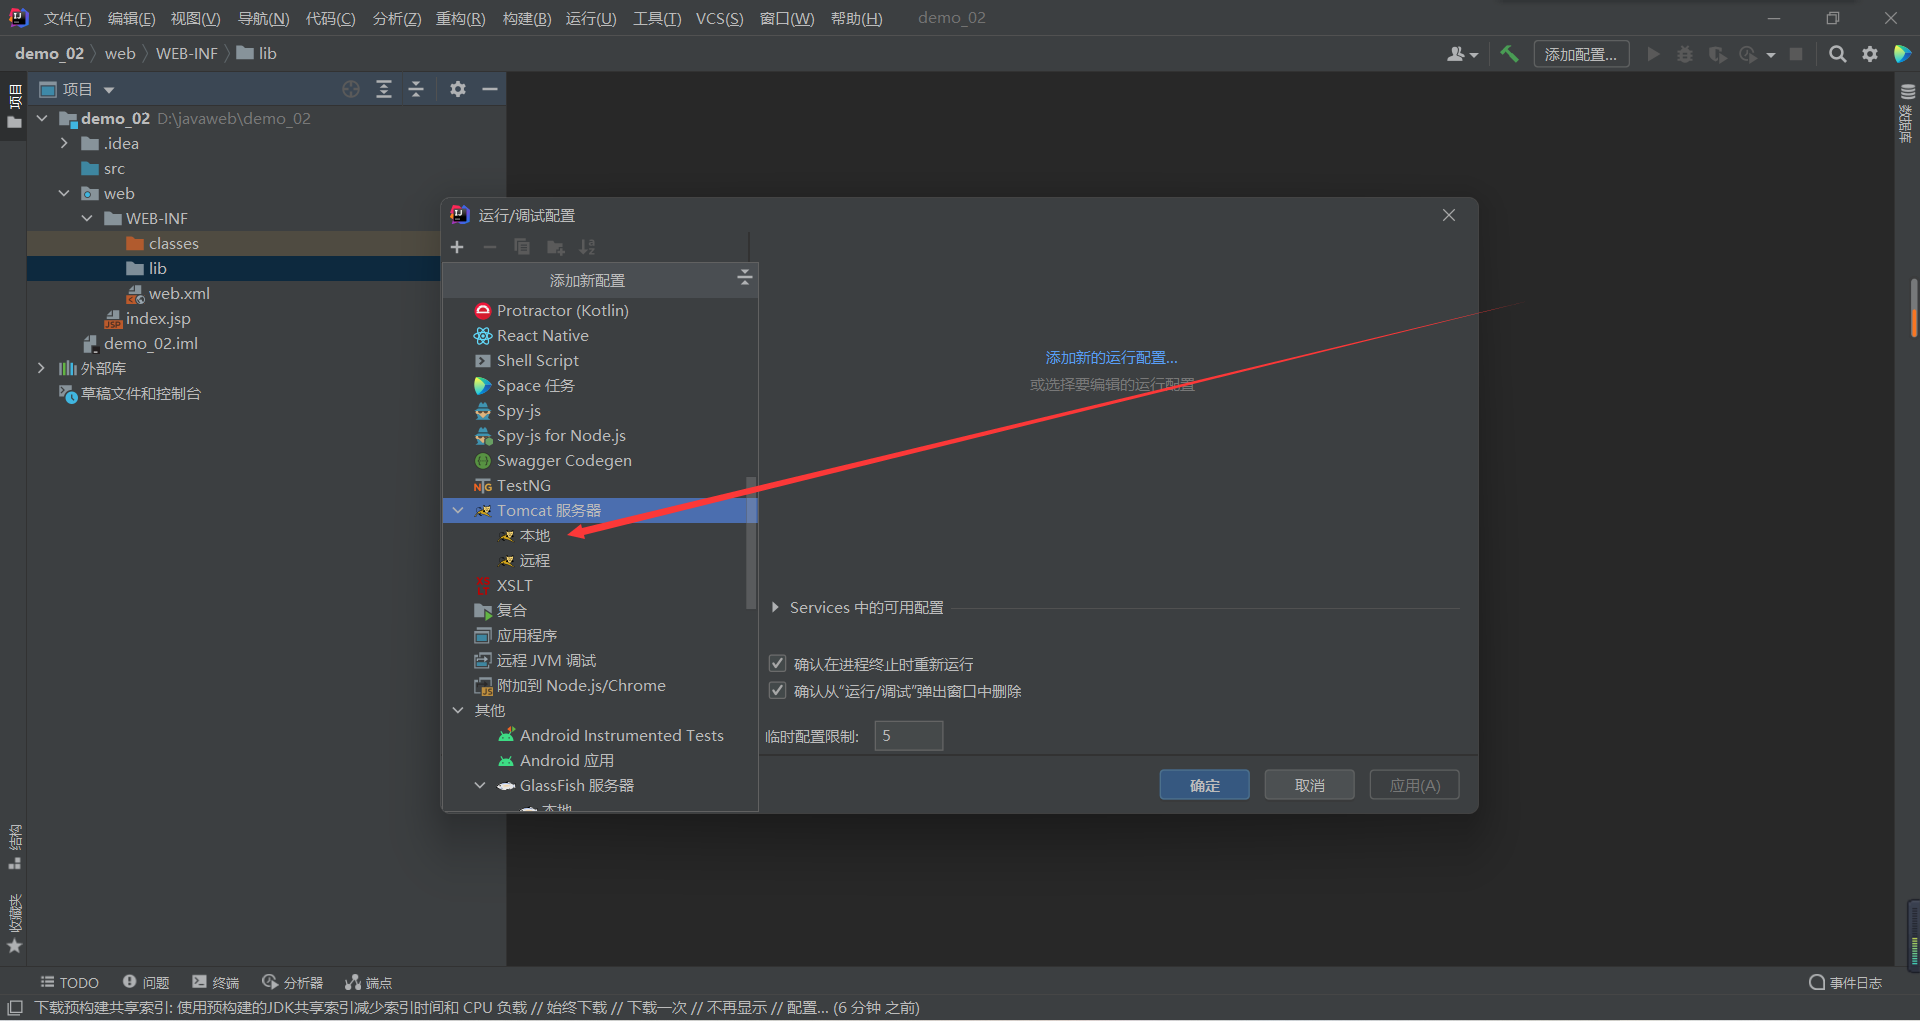 文件(F) 编辑(E) 视图(V) 导航(N) 代码(C) 分析(Z) 重构(R) 构建(B) 运行(U) 工具(T) VCS(S) 窗口(W) 帮助(H) demo_02
demo_02 web WEB-INF lib
添加配置...
项目
项目
demo_02 D:\javaweb\demo_02
.idea
src
web
WEB-INF
classes
lib
web.xml
index.jsp
demo_02.iml
外部库
草稿文件和控制台
数据库
运行/调试配置
添加新配置
Protractor (Kotlin)
React Native
Shell Script
Space 任务
Spy-js
Spy-js for Node.js
Swagger Codegen
TestNG
Tomcat 服务器
本地
远程
XSLT
复合
应用程序
远程 JVM 调试
附加到 Node.js/Chrome
其他
Android Instrumented Tests
Android 应用
GlassFish 服务器
本地
添加新的运行配置...
或选择要编辑的运行配置
Services 中的可用配置
确认在进程终止时重新运行
确认从“运行/调试”弹出窗口中删除
临时配置限制: 5
确定 取消 应用(A)
结构
收藏夹
TODO 问题 终端 分析器 端点 事件日志
下载预构建共享索引: 使用预构建的JDK共享索引减少索引时间和 CPU 负载 // 始终下载 // 下载一次 // 不再显示 // 配置... (6 分钟 之前)